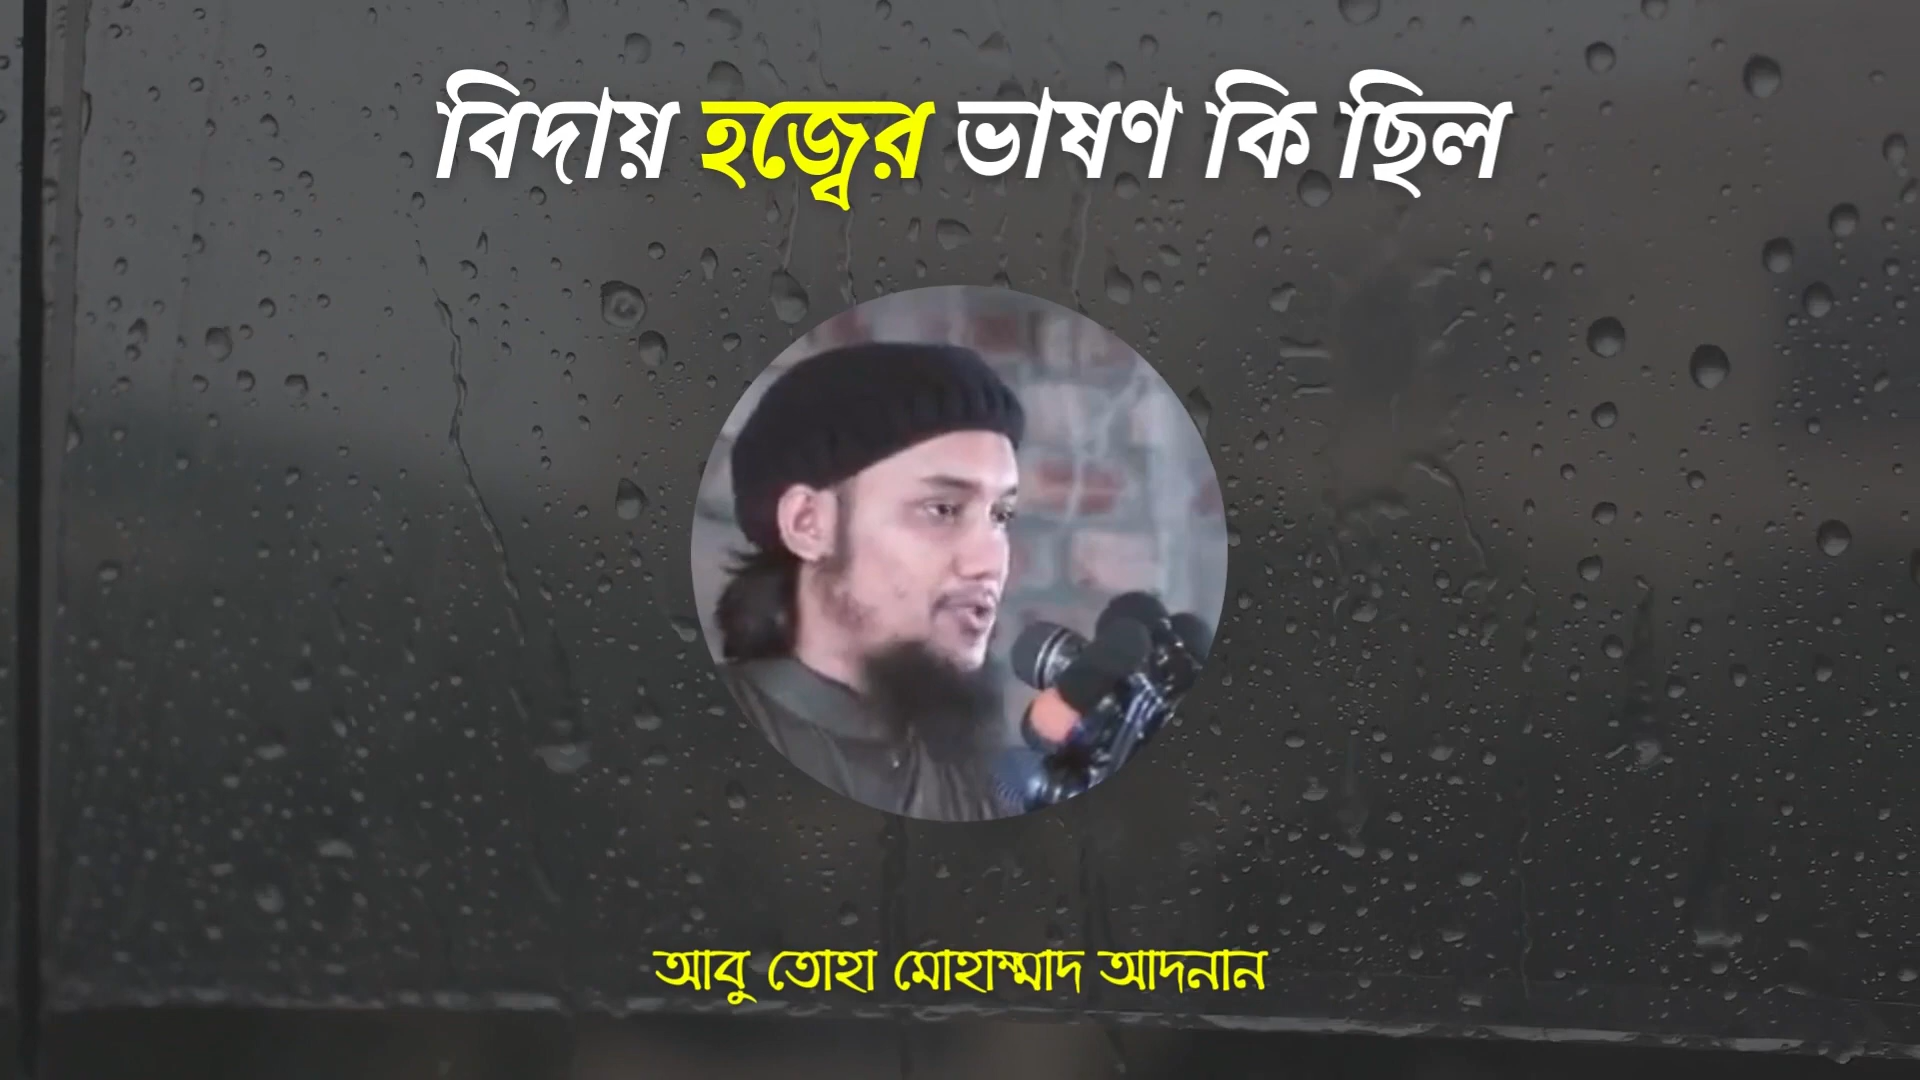 বিদায় হজ্বের ভাষণ কি ছিল
আবু তোহা মোহাম্মাদ আদনান